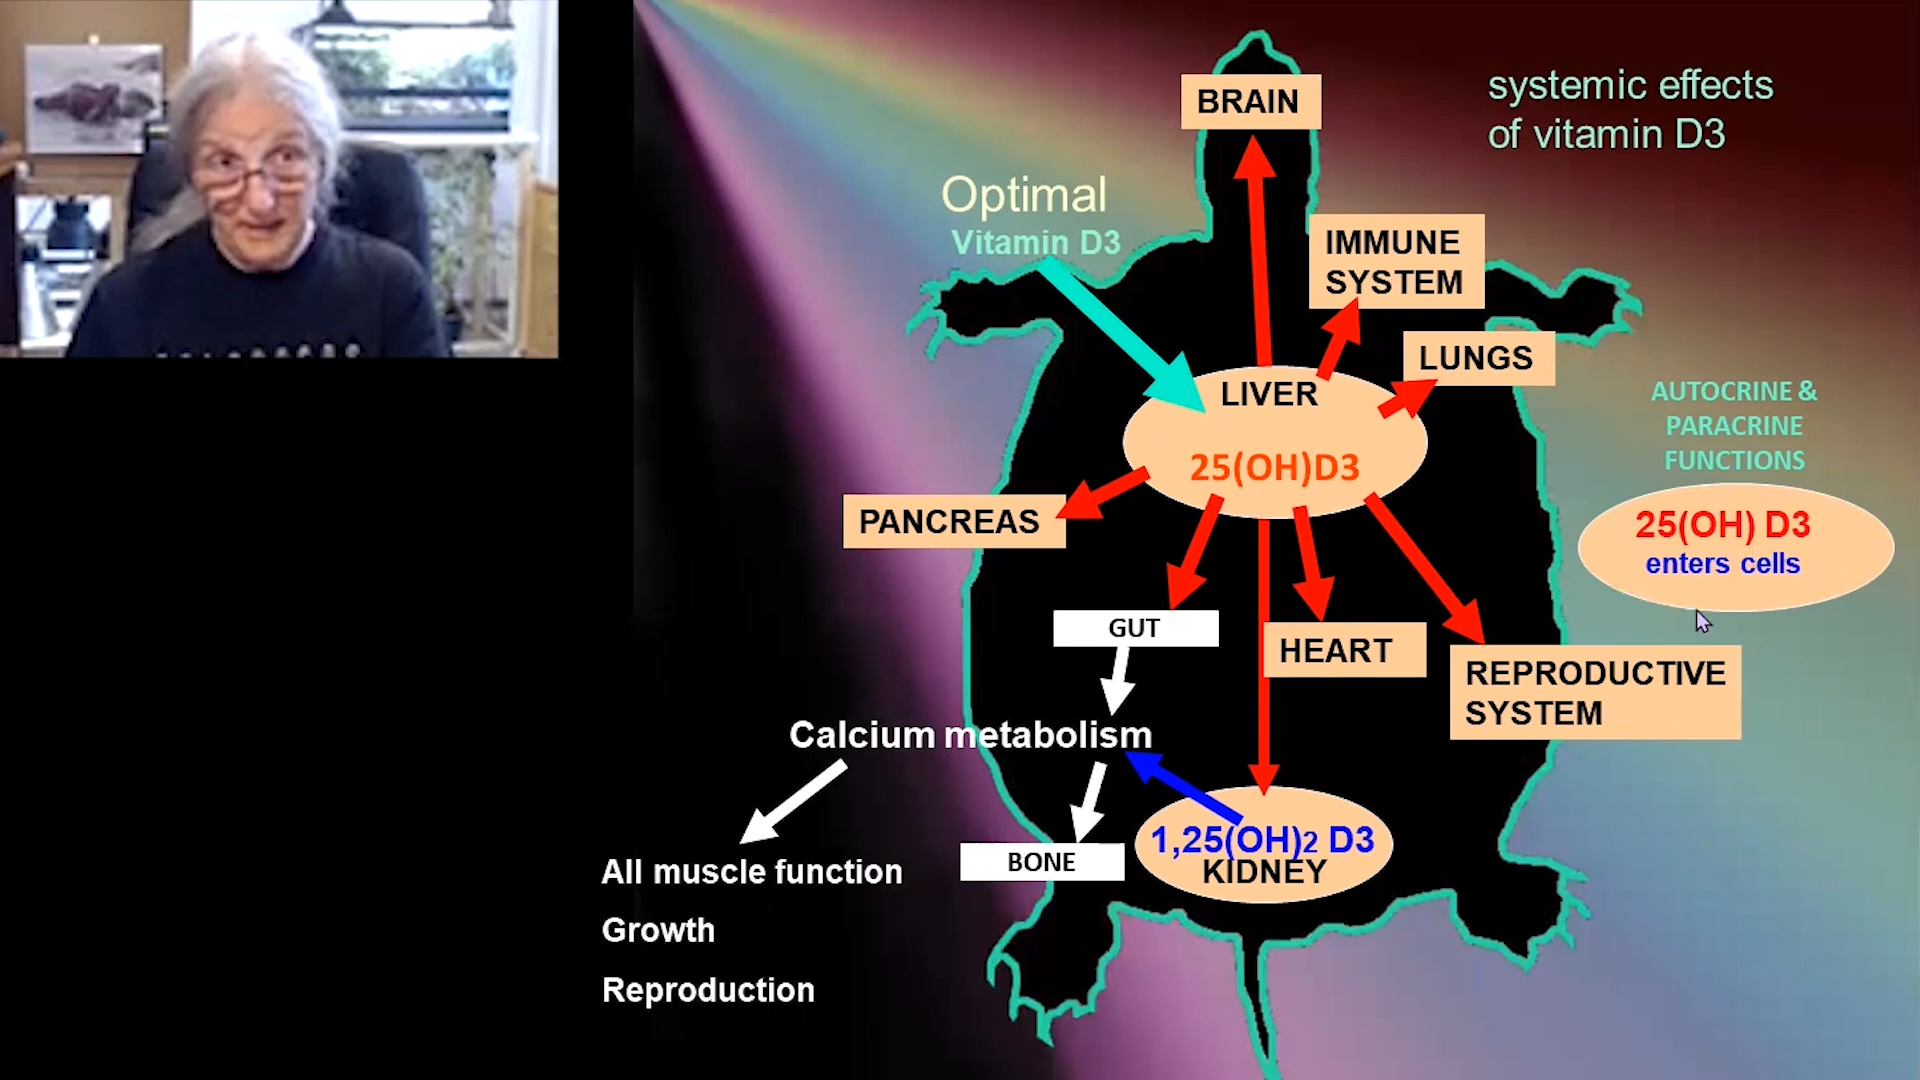 systemic effects
of vitamin D3
BRAIN
Optimal
Vitamin D3
IMMUNE
SYSTEM
LUNGS
LIVER
25(OH)D3
AUTOCRINE &
PARACRINE
FUNCTIONS
25(OH) D3
enters cells
PANCREAS
GUT
HEART
REPRODUCTIVE
SYSTEM
Calcium metabolism
1,25(OH)2 D3
KIDNEY
BONE
All muscle function
Growth
Reproduction